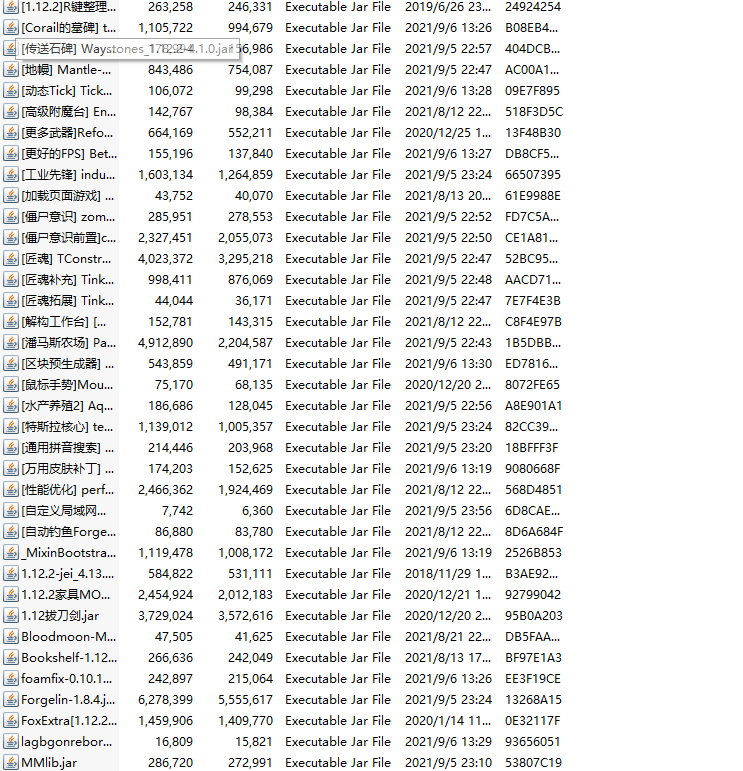 [1.12.2]R键整理... 263,258 246,331 Executable Jar File 2019/6/26 23... 24924254
[Corail的墓碑] t... 1,105,722 994,679 Executable Jar File 2021/9/6 13:26 B08EB4...
[传送石碑] Waystones_1.12.2-4.1.0.jar 56,986 Executable Jar File 2021/9/5 22:57 404DCB...
[地幔] Mantle-... 843,486 754,087 Executable Jar File 2021/9/5 22:47 AC00A1...
[动态Tick] Tick... 106,072 99,298 Executable Jar File 2021/9/6 13:28 09E7F895
[高级附魔台] En... 142,767 98,384 Executable Jar File 2021/8/12 22... 518F3D5C
[更多武器]Refo... 664,169 552,211 Executable Jar File 2020/12/25 1... 13F48B30
[更好的FPS] Bet... 155,196 137,840 Executable Jar File 2021/9/6 13:27 DB8CF5...
[工业先锋] indu... 1,603,134 1,264,859 Executable Jar File 2021/9/5 23:24 66507395
[加载页面游戏] ... 43,752 40,070 Executable Jar File 2021/8/13 20... 61E9988E
[僵尸意识] zom... 285,951 278,553 Executable Jar File 2021/9/5 22:52 FD7C5A...
[僵尸意识前置]c... 2,327,451 2,055,073 Executable Jar File 2021/9/5 22:50 CE1A81...
[匠魂] TConstr... 4,023,372 3,295,218 Executable Jar File 2021/9/5 22:47 52BC95...
[匠魂补充] Tink... 998,411 876,069 Executable Jar File 2021/9/5 22:48 AACD71...
[匠魂拓展] Tink... 44,044 36,171 Executable Jar File 2021/9/5 22:47 7E7F4E3B
[解构工作台] [... 152,781 143,315 Executable Jar File 2021/8/12 22... C8F4E97B
[潘马斯农场] Pa... 4,912,890 2,204,587 Executable Jar File 2021/9/5 22:43 1B5DBB...
[区块预生成器] ... 543,859 491,171 Executable Jar File 2021/9/6 13:30 ED7816...
[鼠标手势]Mou... 75,170 68,135 Executable Jar File 2020/12/20 2... 8072FE65
[水产养殖2] Aq... 186,686 128,045 Executable Jar File 2021/9/5 22:56 A8E901A1
[特斯拉核心] te... 1,139,012 1,005,357 Executable Jar File 2021/9/5 23:24 82CC39...
[通用拼音搜索] ... 214,446 203,968 Executable Jar File 2021/9/5 23:20 18BFFF3F
[万用皮肤补丁] ... 174,203 152,625 Executable Jar File 2021/9/6 13:19 9080668F
[性能优化] perf... 2,466,362 1,924,469 Executable Jar File 2021/8/12 22... 568D4851
[自定义局域网... 7,742 6,360 Executable Jar File 2021/9/5 23:56 6D8CAE...
[自动钓鱼Forge... 86,880 83,780 Executable Jar File 2021/8/12 22... 8D6A684F
_MixinBootstra... 1,119,478 1,008,172 Executable Jar File 2021/9/6 13:19 2526B853
1.12.2-jei_4.13.... 584,822 531,111 Executable Jar File 2018/11/29 1... B3AE92...
1.12.2家具MO... 2,454,924 2,012,183 Executable Jar File 2020/12/21 1... 92799042
1.12拔刀剑.jar 3,729,024 3,572,616 Executable Jar File 2020/12/20 2... 95B0A203
Bloodmoon-M... 47,505 41,625 Executable Jar File 2021/8/21 22... DB5FAA...
Bookshelf-1.12... 266,636 242,049 Executable Jar File 2021/8/13 17... BF97E1A3
foamfix-0.10.1... 242,897 215,064 Executable Jar File 2021/9/6 13:26 EE3F19CE
Forgelin-1.8.4.j... 6,278,399 5,555,617 Executable Jar File 2021/9/5 23:24 13268A15
FoxExtra[1.12.2... 1,459,906 1,409,770 Executable Jar File 2020/1/14 11... 0E32117F
lagbgonrebor... 16,809 15,821 Executable Jar File 2021/9/6 13:29 93656051
MMlib.jar 286,720 272,991 Executable Jar File 2021/9/5 23:10 53807C19